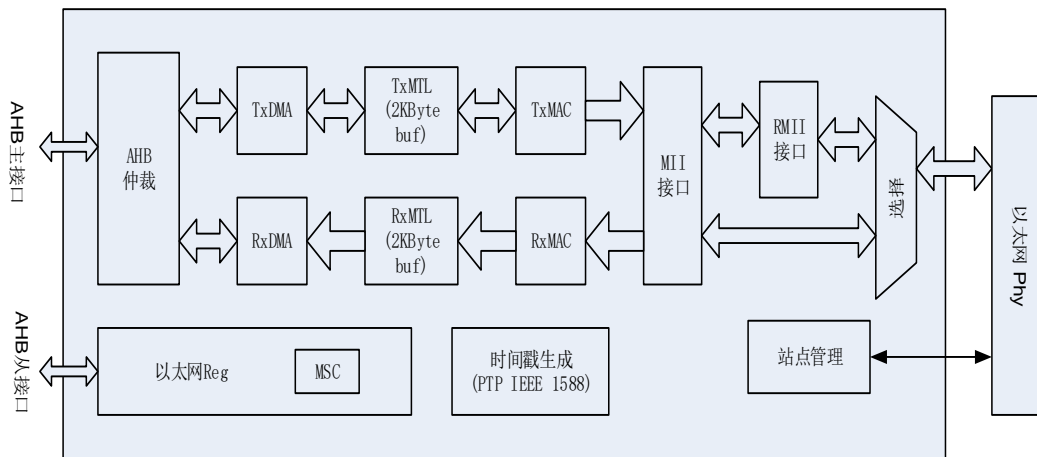 AHB主接口
AHB
仲裁
TxDMA
TxMTL
(2KByte
buf)
TxMAC
MII
接口
RMII
接口
选择
以太网 Phy
RxDMA
RxMTL
(2KByte
buf)
RxMAC
AHB从接口
以太网Reg
MSC
时间戳生成
(PTP IEEE 1588)
站点管理